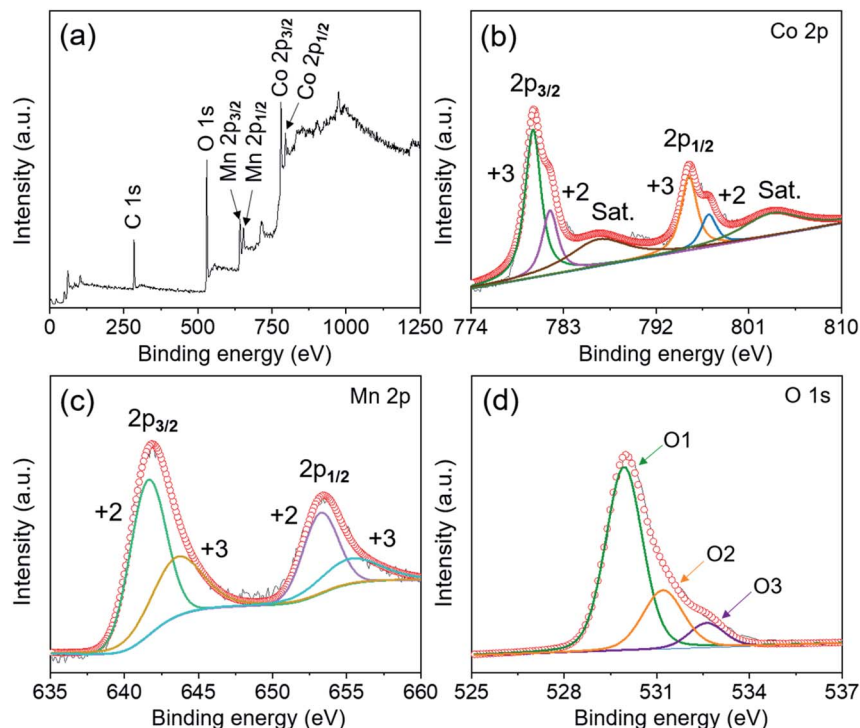 (a)
Intensity (a.u.)
C 1s
O 1s
Mn 2p3/2
Mn 2p1/2
Co 2p3/2
Co 2p1/2
0 250 500 750 1000 1250
Binding energy (eV)
(b)
Co 2p
Intensity (a.u.)
2p3/2
+3
+2
Sat.
2p1/2
+3
+2
Sat.
774 783 792 801 810
Binding energy (eV)
(c)
Mn 2p
Intensity (a.u.)
2p3/2
+2
+3
2p1/2
+2
+3
635 640 645 650 655 660
Binding energy (eV)
(d)
O 1s
Intensity (a.u.)
O1
O2
O3
525 528 531 534 537
Binding energy (eV)